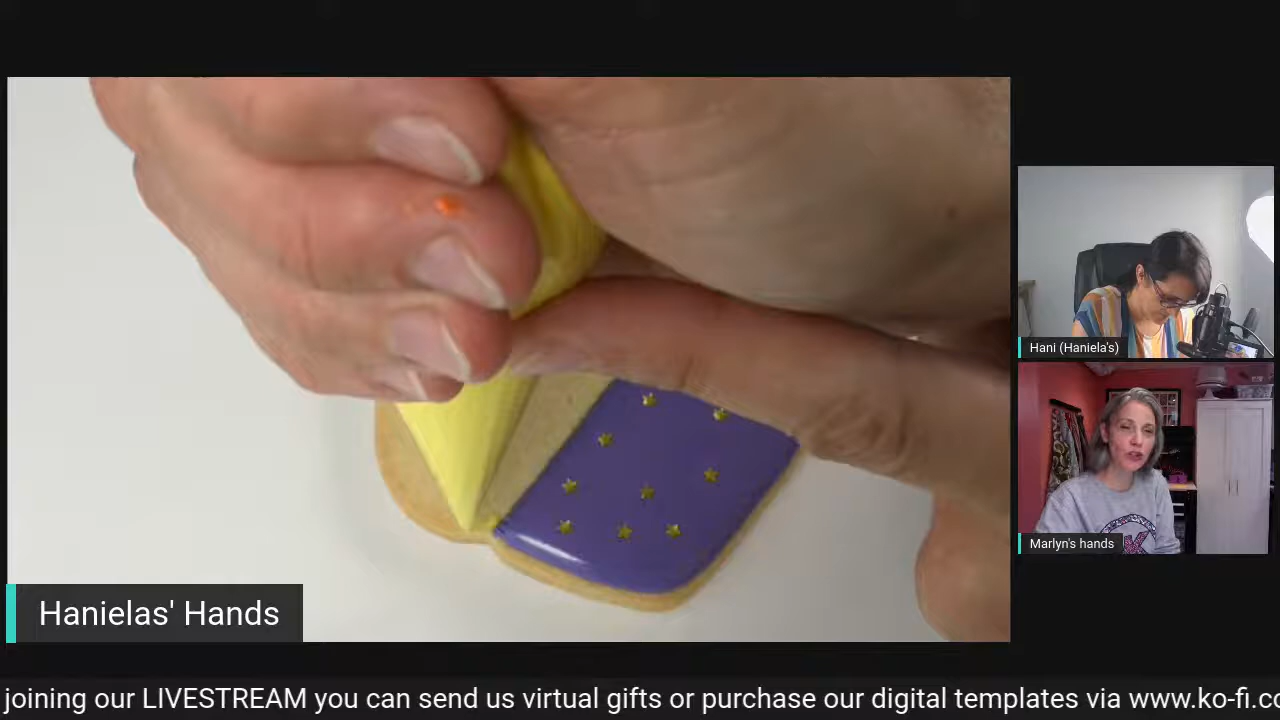 Hani (Haniela's)
K
Marlyn's hands
Hanielas' Hands
joining our LIVESTREAM you can send us virtual gifts or purchase our digital templates via www.ko-fi.co